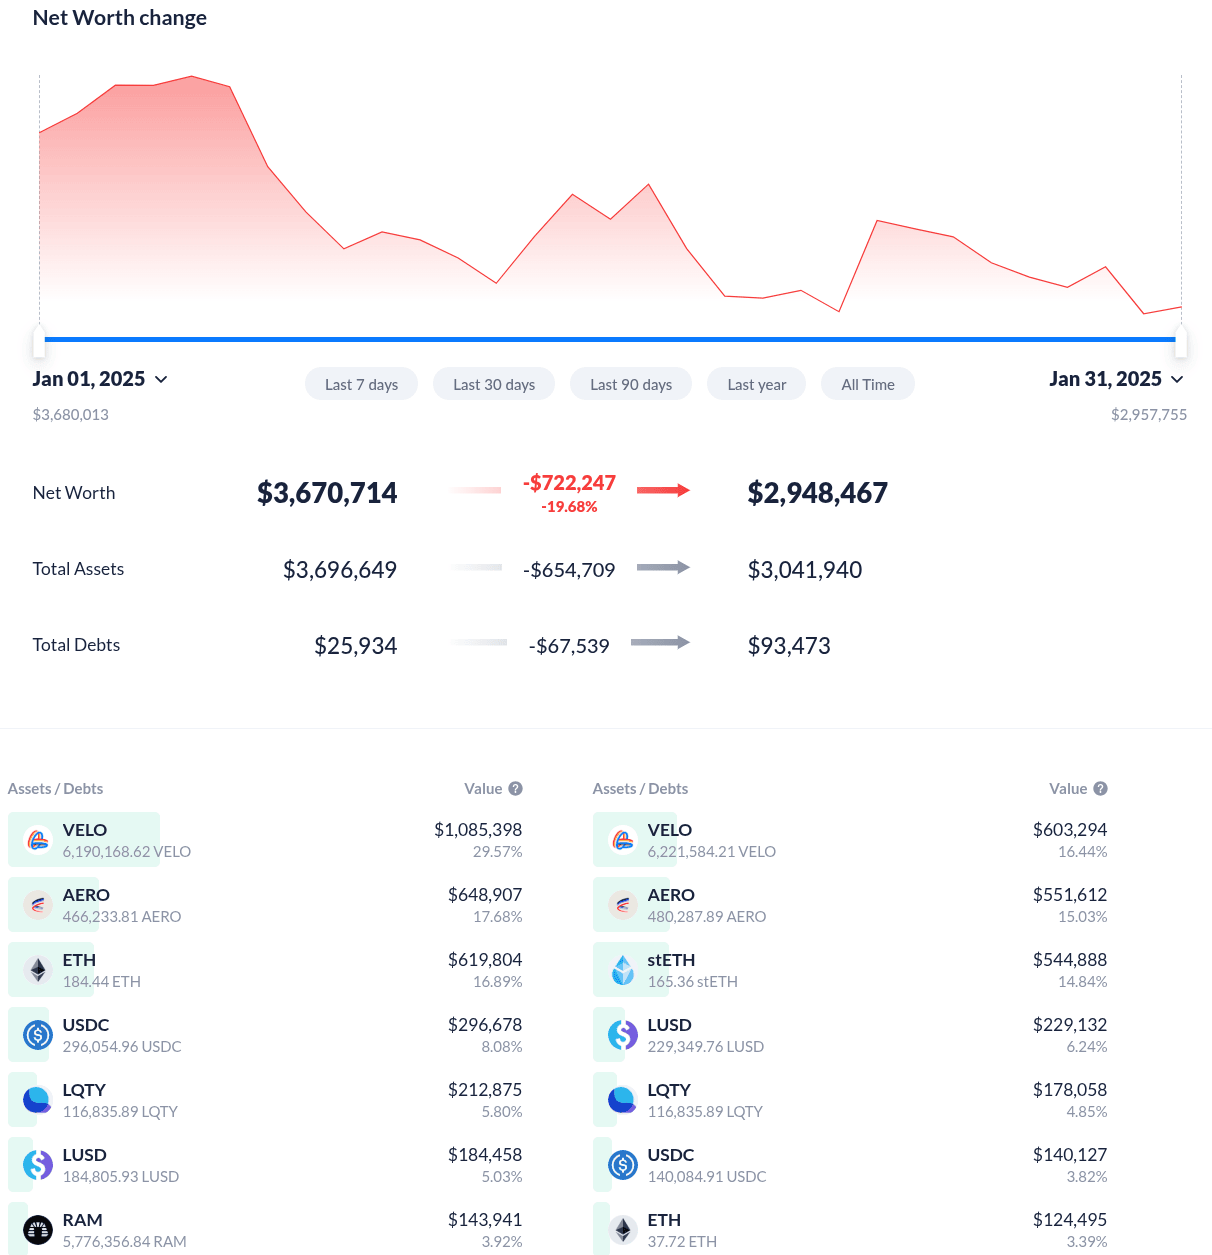 Net Worth change
Jan 01, 2025
Last 7 days
Last 30 days
Last 90 days
Last year
All Time
Jan 31, 2025
$3,680,013
$2,957,755
Net Worth
$3,670,714
-$722,247
-19.68%
$2,948,467
Total Assets
$3,696,649
-$654,709
$3,041,940
Total Debts
$25,934
-$67,539
$93,473
Assets / Debts
Value ?
VELO
$1,085,398
6,190,168.62 VELO
29.57%
AERO
$648,907
466,233.81 AERO
17.68%
ETH
$619,804
184.44 ETH
16.89%
USDC
$296,678
296,054.96 USDC
8.08%
LQTY
$212,875
116,835.89 LQTY
5.80%
LUSD
$184,458
184,805.93 LUSD
5.03%
RAM
$143,941
5,776,356.84 RAM
3.92%
Assets / Debts
Value ?
VELO
$603,294
6,221,584.21 VELO
16.44%
AERO
$551,612
480,287.89 AERO
15.03%
stETH
$544,888
165.36 stETH
14.84%
LUSD
$229,132
229,349.76 LUSD
6.24%
LQTY
$178,058
116,835.89 LQTY
4.85%
USDC
$140,127
140,084.91 USDC
3.82%
ETH
$124,495
37.72 ETH
3.39%